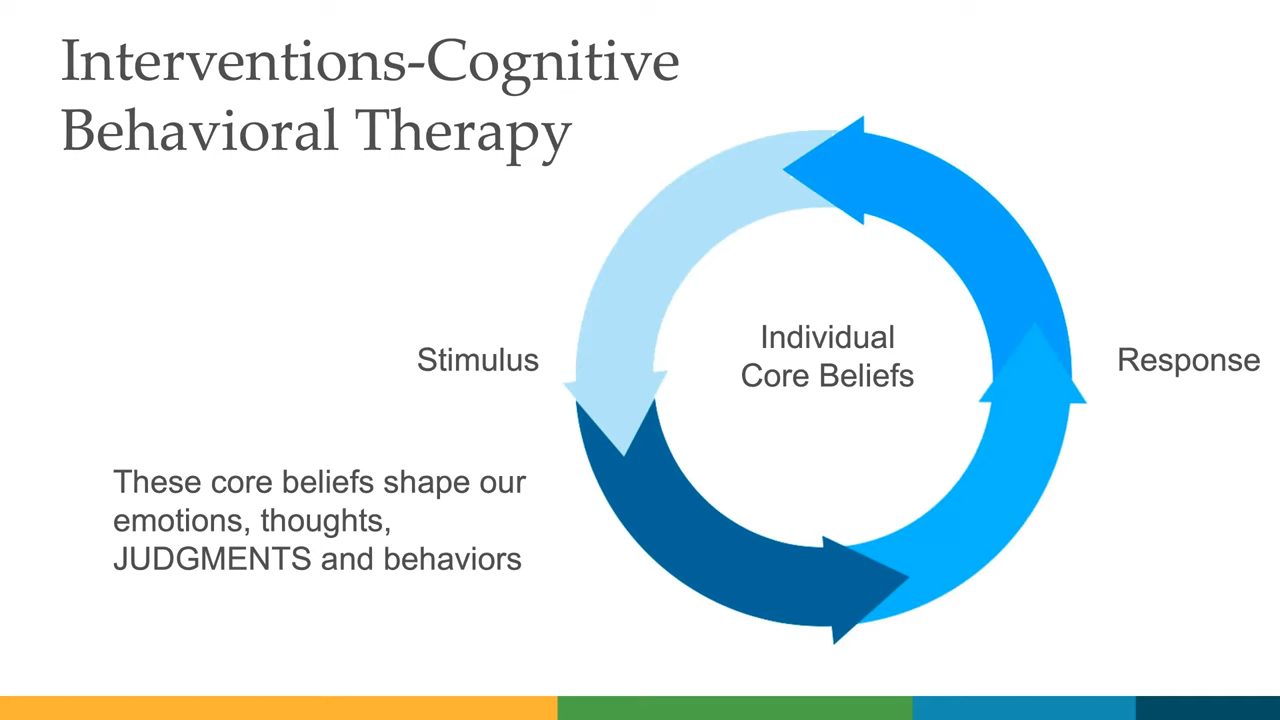 Interventions-Cognitive
Behavioral Therapy
Stimulus
Individual
Core Beliefs
Response
These core beliefs shape our
emotions, thoughts,
JUDGMENTS and behaviors